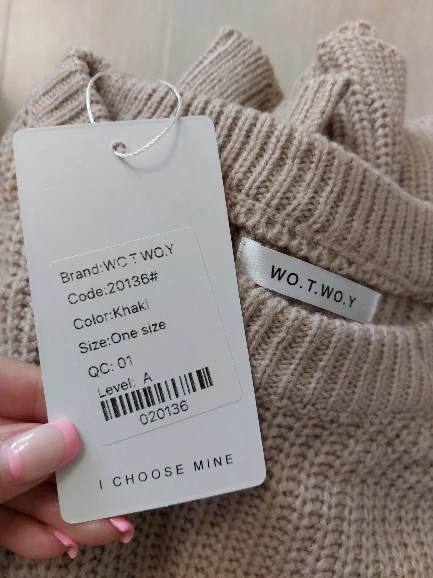 Brand:WO.T.WO.Y
Code:20136#
Color:Khaki
Size:One size
QC: 01
Level: A
020136
I CHOOSE MINE
WO.T.WO.Y